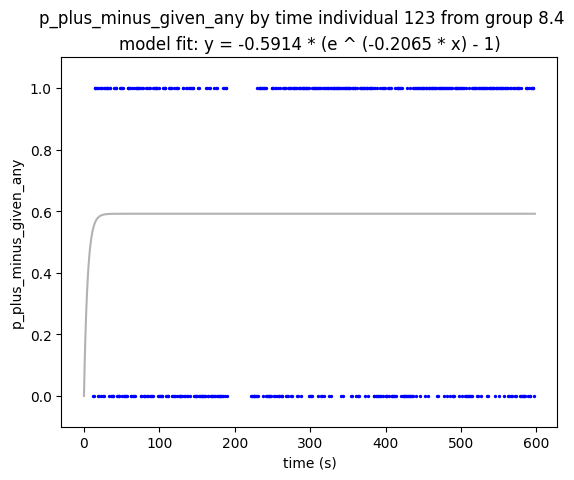 p_plus_minus_given_any by time individual 123 from group 8.4
model fit: y = -0.5914 * (e ^ (-0.2065 * x) - 1)
1.0
0.8
0.6
0.4
0.2
0.0
p_plus_minus_given_any
0 100 200 300 400 500 600
time (s)